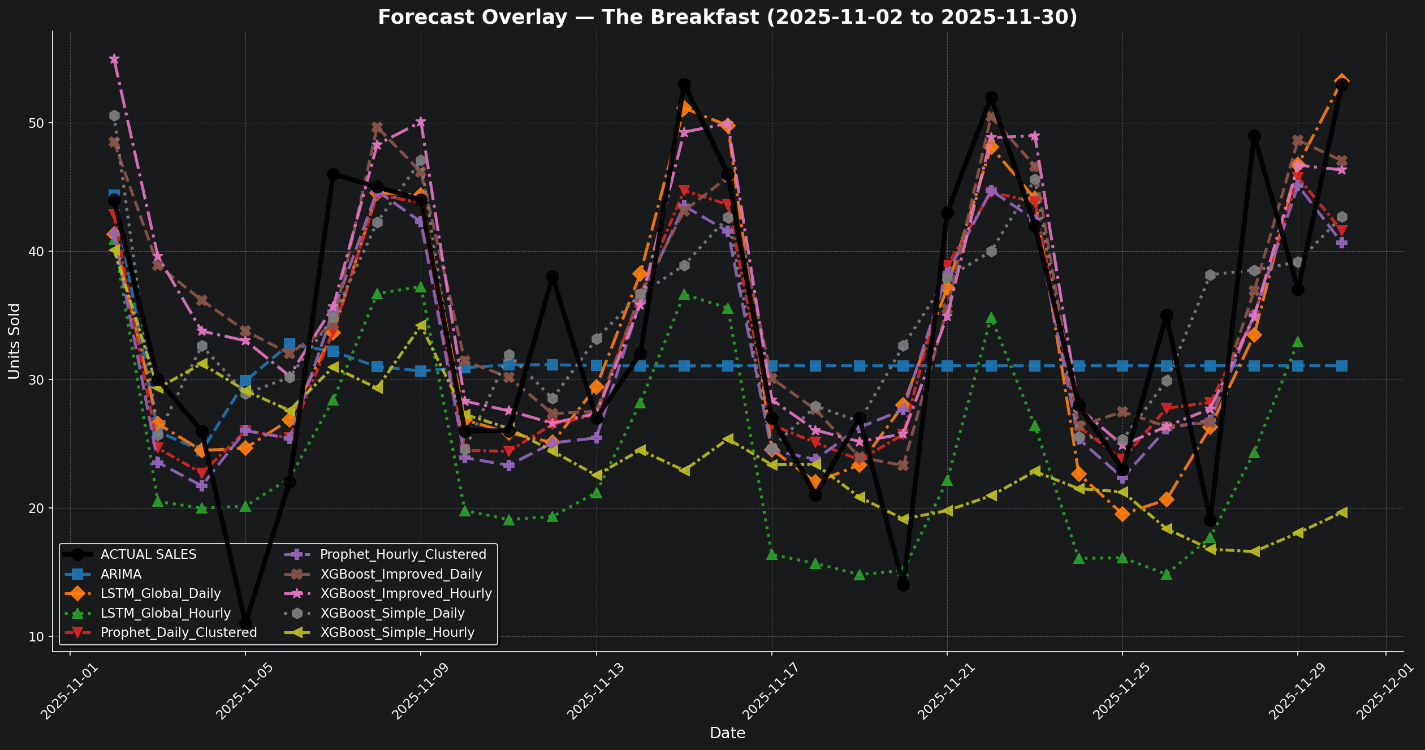 Forecast Overlay — The Breakfast (2025-11-02 to 2025-11-30)
Units Sold
50
40
30
20
10
ACTUAL SALES
ARIMA
LSTM_Global_Daily
LSTM_Global_Hourly
Prophet_Daily_Clustered
Prophet_Hourly_Clustered
XGBoost_Improved_Daily
XGBoost_Improved_Hourly
XGBoost_Simple_Daily
XGBoost_Simple_Hourly
2025-11-01
2025-11-05
2025-11-09
2025-11-13
2025-11-17
2025-11-21
2025-11-25
2025-11-29
2025-12-01
Date